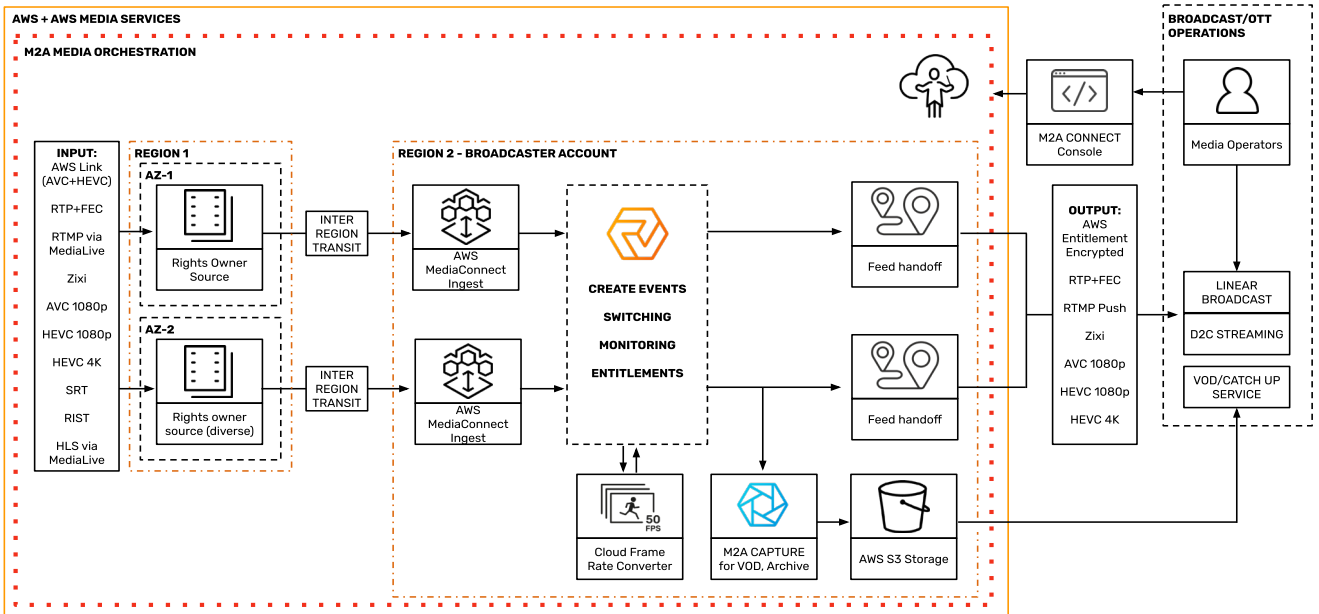 AWS + AWS MEDIA SERVICES
M2A MEDIA ORCHESTRATION
BROADCAST/OTT
OPERATIONS
M2A CONNECT
Console
Media Operators
INPUT:
AWS Link
(AVC+HEVC)
RTP+FEC
RTMP via
MediaLive
Zixi
AVC 1080p
HEVC 1080p
HEVC 4K
SRT
RIST
HLS via
MediaLive
REGION 1
AZ-1
Rights Owner
Source
AZ-2
Rights owner
source (diverse)
INTER
REGION
TRANSIT
INTER
REGION
TRANSIT
REGION 2 - BROADCASTER ACCOUNT
AWS
MediaConnect
Ingest
AWS
MediaConnect
Ingest
CREATE EVENTS
SWITCHING
MONITORING
ENTITLEMENTS
Feed handoff
Feed handoff
50
FPS
Cloud Frame
Rate Converter
M2A CAPTURE
for VOD, Archive
AWS S3 Storage
OUTPUT:
AWS
Entitlement
Encrypted
RTP+FEC
RTMP Push
Zixi
AVC 1080p
HEVC 1080p
HEVC 4K
LINEAR
BROADCAST
D2C STREAMING
VOD/CATCH UP
SERVICE